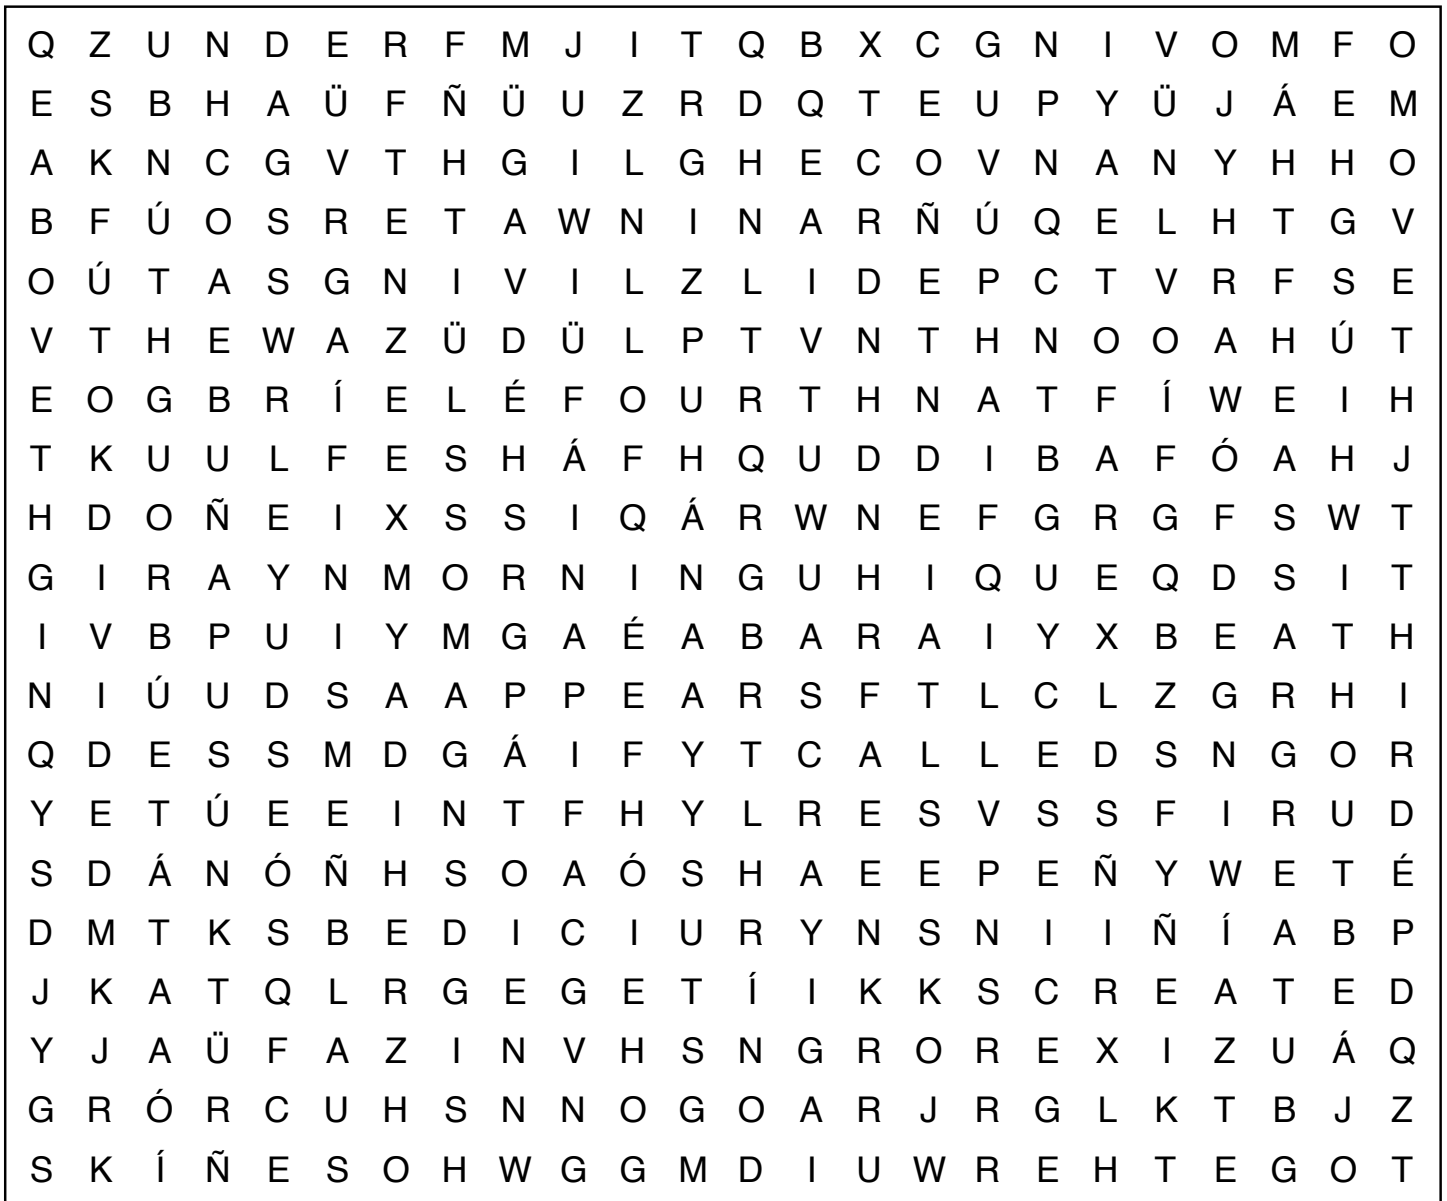 Q Z U N D E R F M J I T Q B X C G N I V O M F O
E S B H A Ü F Ñ Ü U Z R D Q T E U P Y Ü J Á E M
A K N C G V T H G I L G H E C O V N A N Y H H O
B F Ú O S R E T A W N I N A R Ñ Ú Q E L H T G V
O Ú T A S G N I V I L Z L I D E P C T V R F S E
V T H E W A Z Ü D Ü L P T V N T H N O O A H Ú T
E O G B R Í E L É F O U R T H N A T F Í W E I H
T K U U L F E S H Á F H Q U D D I B A F Ó A H J
H D O Ñ E I X S S I Q Á R W N E F G R G F S W T
G I R A Y N M O R N I N G U H I Q U E Q D S I T
I V B P U I Y M G A É A B A R A I Y X B E A T H
N I Ú U D S A A P P E A R S F T L C L Z G R H I
Q D E S S M D G Á I F Y T C A L L E D S N G O R
Y E T Ú E E I N T F H Y L R E S V S S F I R U D
S D Á N Ó Ñ H S O A Ó S H A E E P E Ñ Y W E T É
D M T K S B E D I C I U R Y N S N I I Ñ Í A B P
J K A T Q L R G E G E T Í I K K S C R E A T E D
Y J A Ü F A Z I N V H S N G R O R E X I Z U Á Q
G R Ó R C U H S N N O G O A R J R G L K T B J Z
S K Í Ñ E S O H W G G M D I U W R E H T E G O T